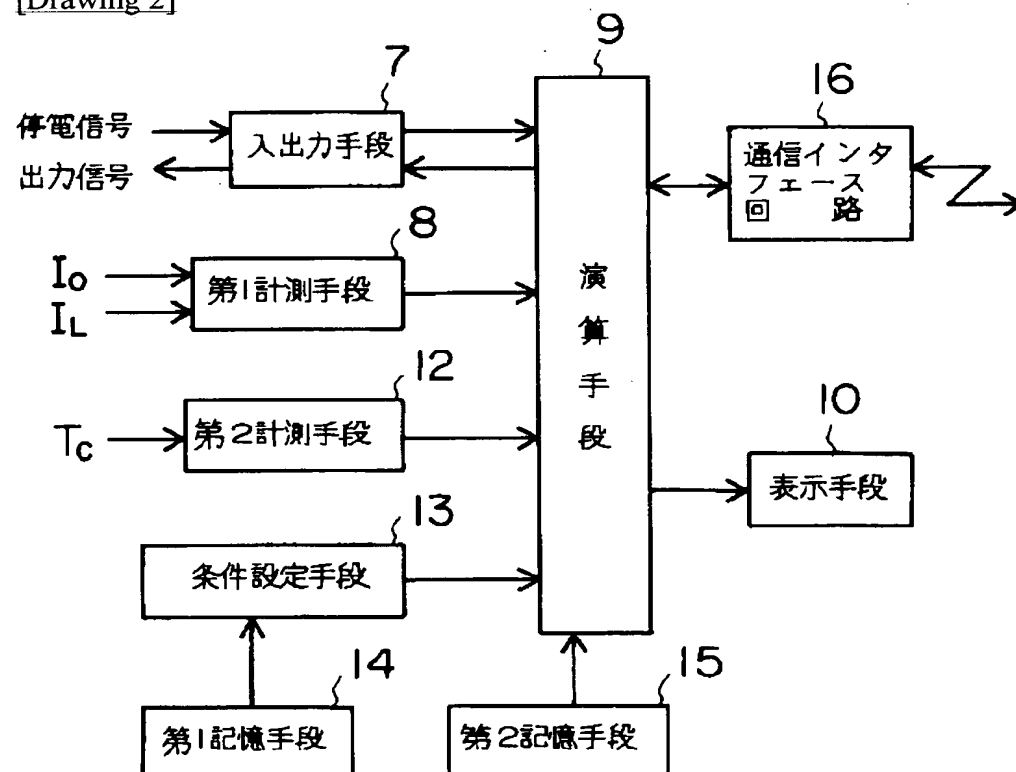 [Drawing 2]
7
9
16
停電信号
出力信号
入出力手段
通信インタ
フェース
回 路
8
I0
IL
第1計測手段
演算手段
12
Tc
第2計測手段
10
表示手段
13
条件設定手段
14
第1記憶手段
15
第2記憶手段